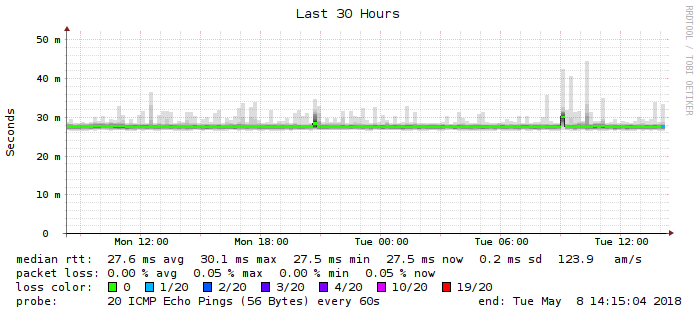 Last 30 Hours
RRDTOOL / TOBI OETIKER
Seconds
50 m
40 m
30 m
20 m
10 m
0
Mon 12:00 Mon 18:00 Tue 00:00 Tue 06:00 Tue 12:00
median rtt: 27.6 ms avg 30.1 ms max 27.5 ms min 27.5 ms now 0.2 ms sd 123.9 am/s
packet loss: 0.00 % avg 0.05 % max 0.00 % min 0.05 % now
loss color: 0 1/20 2/20 3/20 4/20 10/20 19/20
probe: 20 ICMP Echo Pings (56 Bytes) every 60s end: Tue May 8 14:15:04 2018